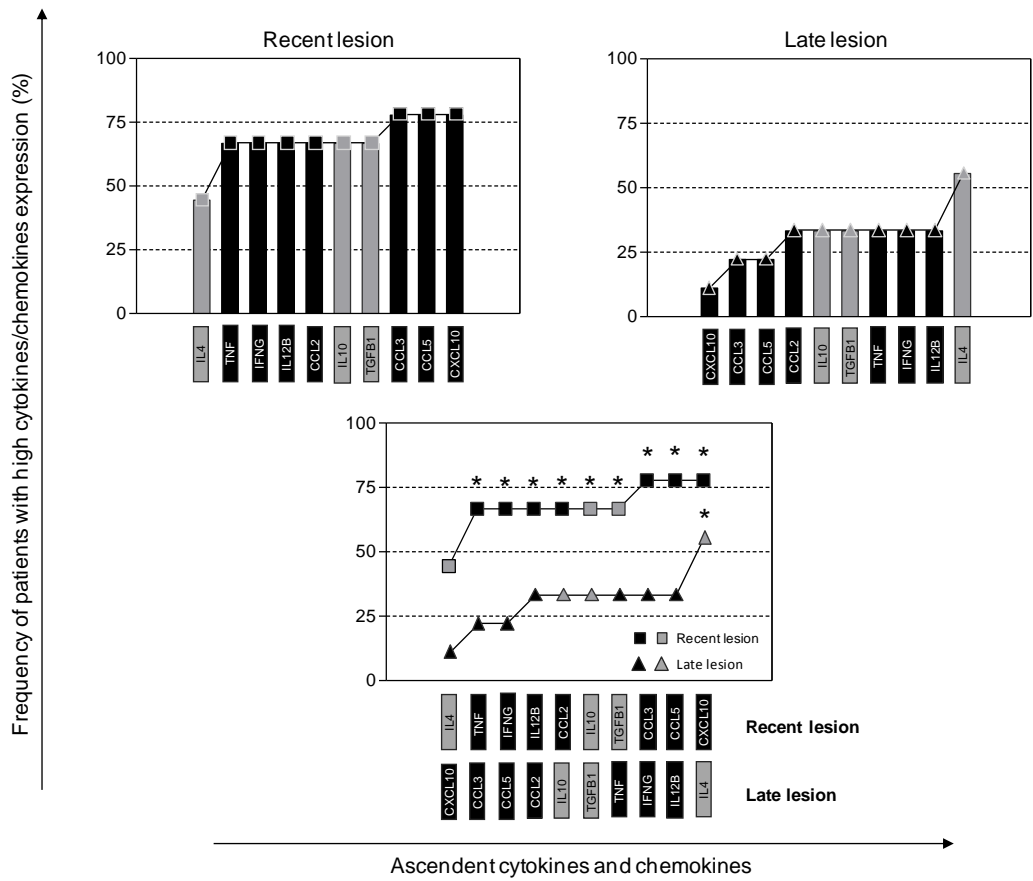 Frequency of patients with high cytokines/chemokines expression (%)
Recent lesion
100
75
50
25
0
IL4 TNF IFNG IL12B CCL2 IL10 TGFB1 CCL3 CCL5 CXCL10
Late lesion
100
75
50
25
0
CXCL10 CCL3 CCL5 CCL2 IL10 TGFB1 TNF IFNG IL12B IL4
100
75
50
25
0
* * * * * * * * *
*
Recent lesion
Late lesion
IL4 TNF IFNG IL12B CCL2 IL10 TGFB1 CCL3 CCL5 CXCL10 Recent lesion
CXCL10 CCL3 CCL5 CCL2 IL10 TGFB1 TNF IFNG IL12B IL4 Late lesion
Ascendent cytokines and chemokines